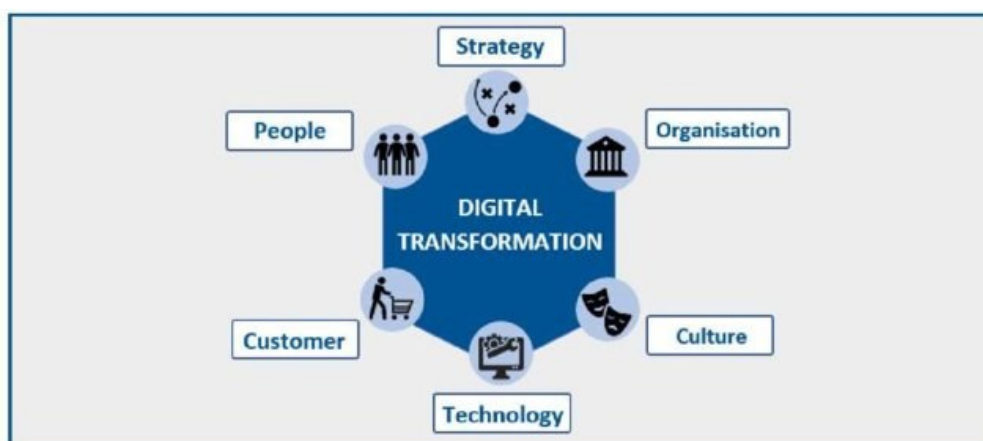 Strategy
People
Organisation
DIGITAL
TRANSFORMATION
Customer
Culture
Technology